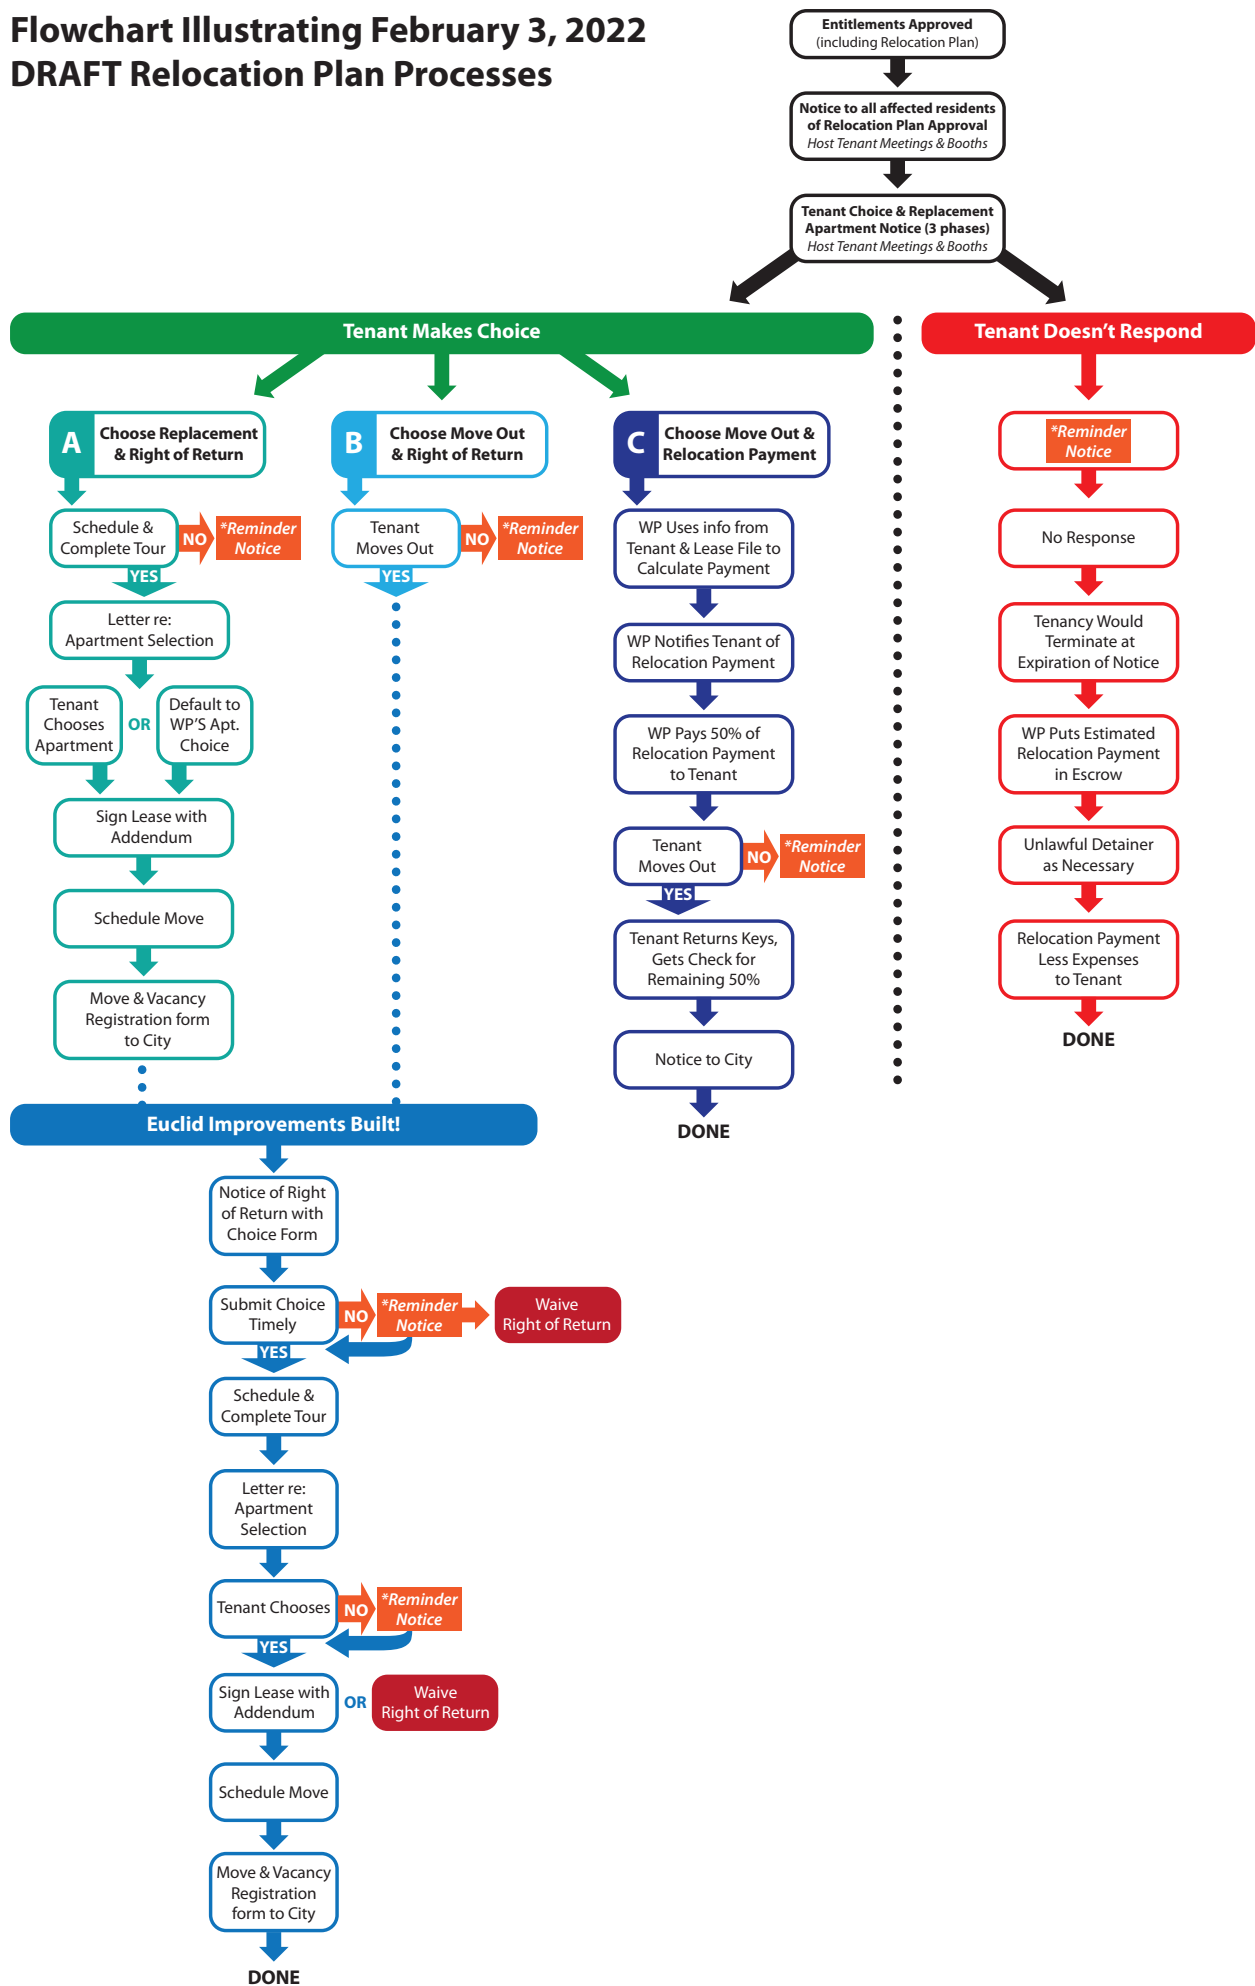 Flowchart Illustrating February 3, 2022
DRAFT Relocation Plan Processes
Entitlements Approved
(including Relocation Plan)
Notice to all affected residents
of Relocation Plan Approval
Host Tenant Meetings & Booths
Tenant Choice & Replacement
Apartment Notice (3 phases)
Host Tenant Meetings & Booths
Tenant Makes Choice
A
Choose Replacement
& Right of Return
Schedule &
Complete Tour
NO
*Reminder
Notice
YES
Letter re:
Apartment Selection
Tenant
Chooses
Apartment
OR
Default to
WP'S Apt.
Choice
Sign Lease with
Addendum
Schedule Move
Move & Vacancy
Registration form
to City
B
Choose Move Out
& Right of Return
Tenant
Moves Out
NO
*Reminder
Notice
YES
C
Choose Move Out &
Relocation Payment
WP Uses info from
Tenant & Lease File to
Calculate Payment
WP Notifies Tenant of
Relocation Payment
WP Pays 50% of
Relocation Payment
to Tenant
Tenant
Moves Out
NO
*Reminder
Notice
YES
Tenant Returns Keys,
Gets Check for
Remaining 50%
Notice to City
DONE
Tenant Doesn't Respond
*Reminder
Notice
No Response
Tenancy Would
Terminate at
Expiration of Notice
WP Puts Estimated
Relocation Payment
in Escrow
Unlawful Detainer
as Necessary
Relocation Payment
Less Expenses
to Tenant
DONE
Euclid Improvements Built!
Notice of Right
of Return with
Choice Form
Submit Choice
Timely
NO
*Reminder
Notice
Waive
Right of Return
YES
Schedule &
Complete Tour
Letter re:
Apartment
Selection
Tenant Chooses
NO
*Reminder
Notice
YES
Sign Lease with
Addendum
OR
Waive
Right of Return
Schedule Move
Move & Vacancy
Registration
form to City
DONE